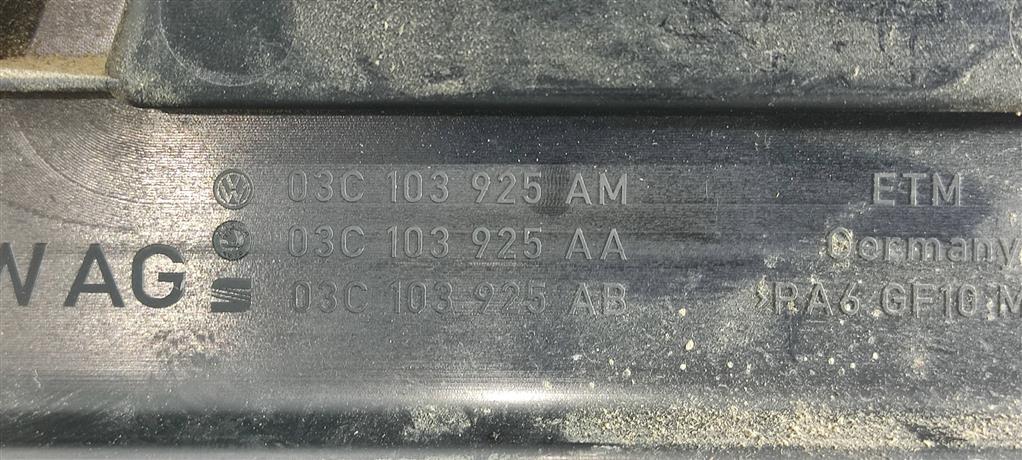 03C 103 925 AM ETM
03C 103 925 AA Germany
WAG
03C 103 925 AB >PA6 GF10 M